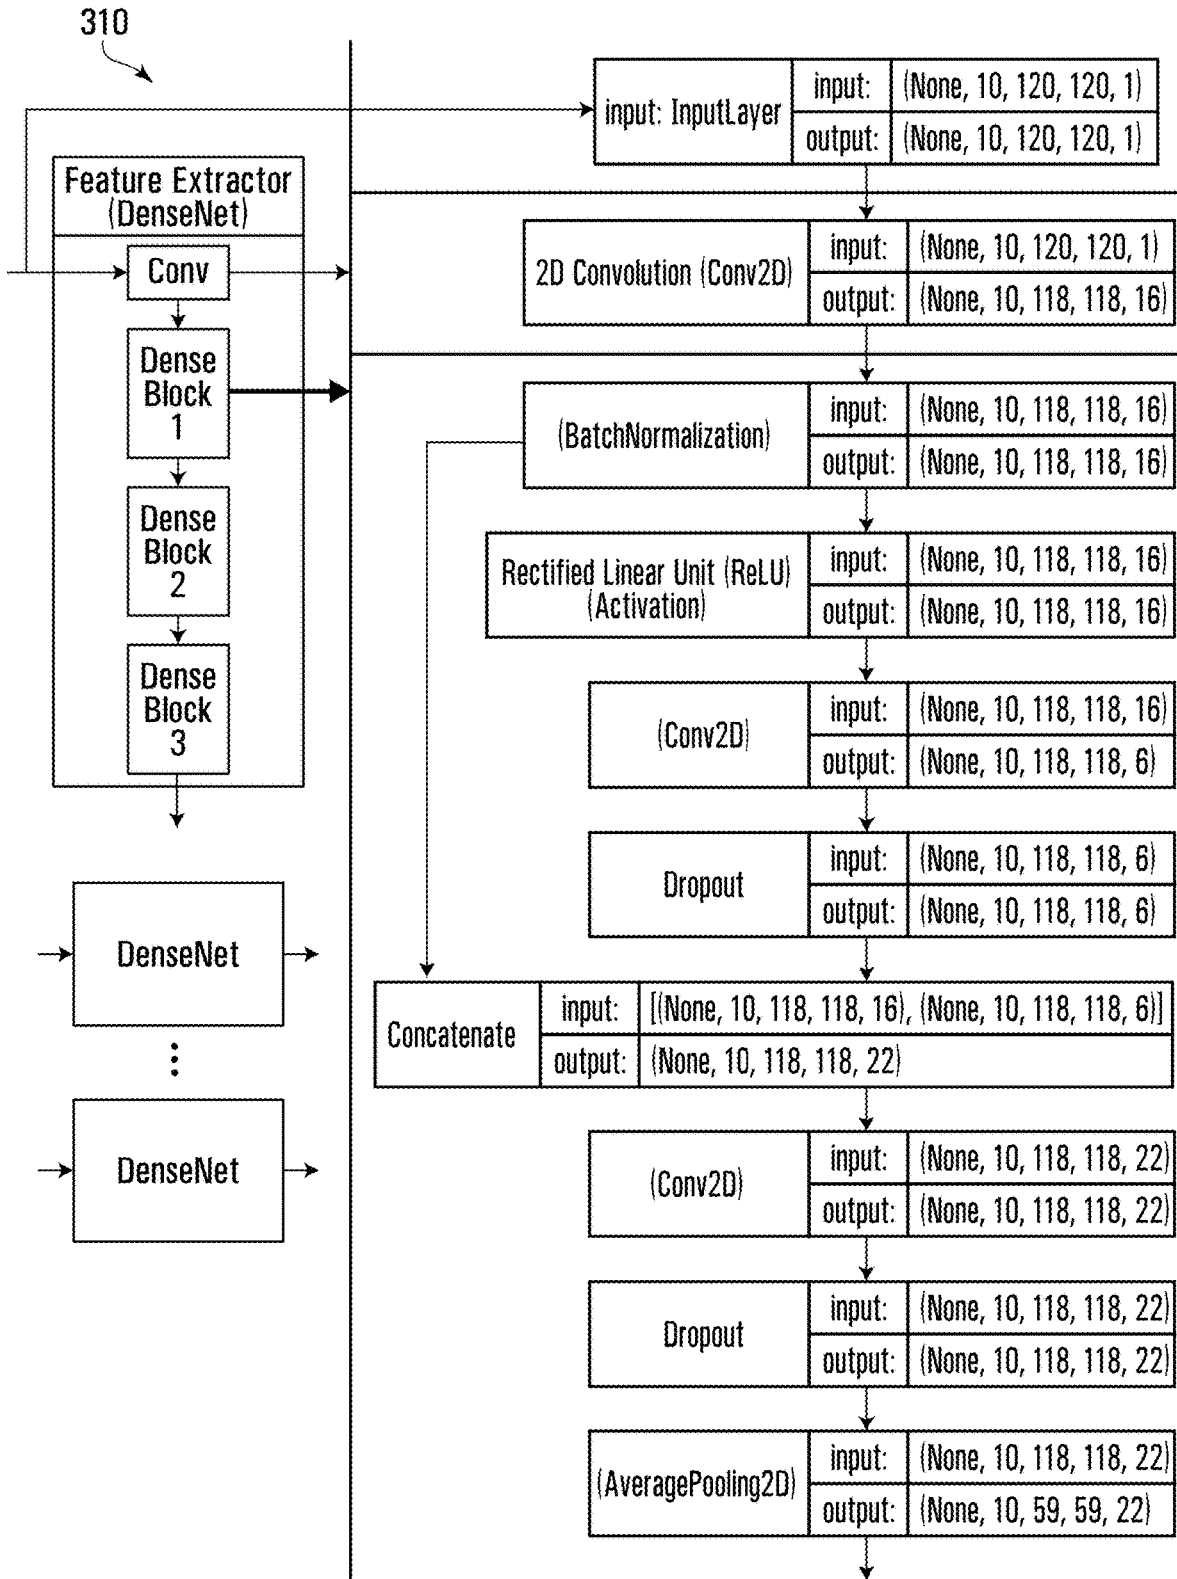 310
Feature Extractor
(DenseNet)
Conv
Dense
Block
1
Dense
Block
2
Dense
Block
3
DenseNet
DenseNet
input: InputLayer
input: (None, 10, 120, 120, 1)
output: (None, 10, 120, 120, 1)
2D Convolution (Conv2D)
input: (None, 10, 120, 120, 1)
output: (None, 10, 118, 118, 16)
(BatchNormalization)
input: (None, 10, 118, 118, 16)
output: (None, 10, 118, 118, 16)
Rectified Linear Unit (ReLU)
(Activation)
input: (None, 10, 118, 118, 16)
output: (None, 10, 118, 118, 16)
(Conv2D)
input: (None, 10, 118, 118, 16)
output: (None, 10, 118, 118, 6)
Dropout
input: (None, 10, 118, 118, 6)
output: (None, 10, 118, 118, 6)
Concatenate
input: [(None, 10, 118, 118, 16), (None, 10, 118, 118, 6)]
output: (None, 10, 118, 118, 22)
(Conv2D)
input: (None, 10, 118, 118, 22)
output: (None, 10, 118, 118, 22)
Dropout
input: (None, 10, 118, 118, 22)
output: (None, 10, 118, 118, 22)
(AveragePooling2D)
input: (None, 10, 118, 118, 22)
output: (None, 10, 59, 59, 22)